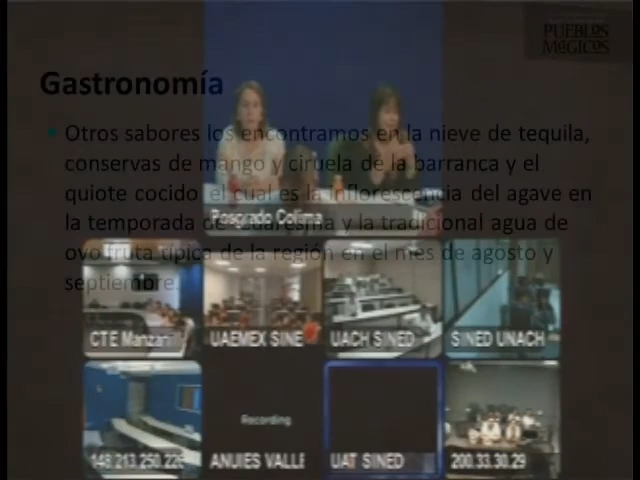 PUEBLOS
MÁGICOS
Gastronomía
Otros sabores los encontramos en la nieve de tequila,
conservas de mango y ciruela de la barranca y el
quiote cocido el cual es la inflorescencia del agave en
la temporada de cuaresma y la tradicional agua de
ovo fruta típica de la región en el mes de agosto y
septiembre.
Posgrado Colima
CTE Manzanill
UAEMEX SINE
UACH SINED
SINED UNACH
Recording
148.213.250.226
ANUIES VALLE
UAT SINED
200.33.30.29